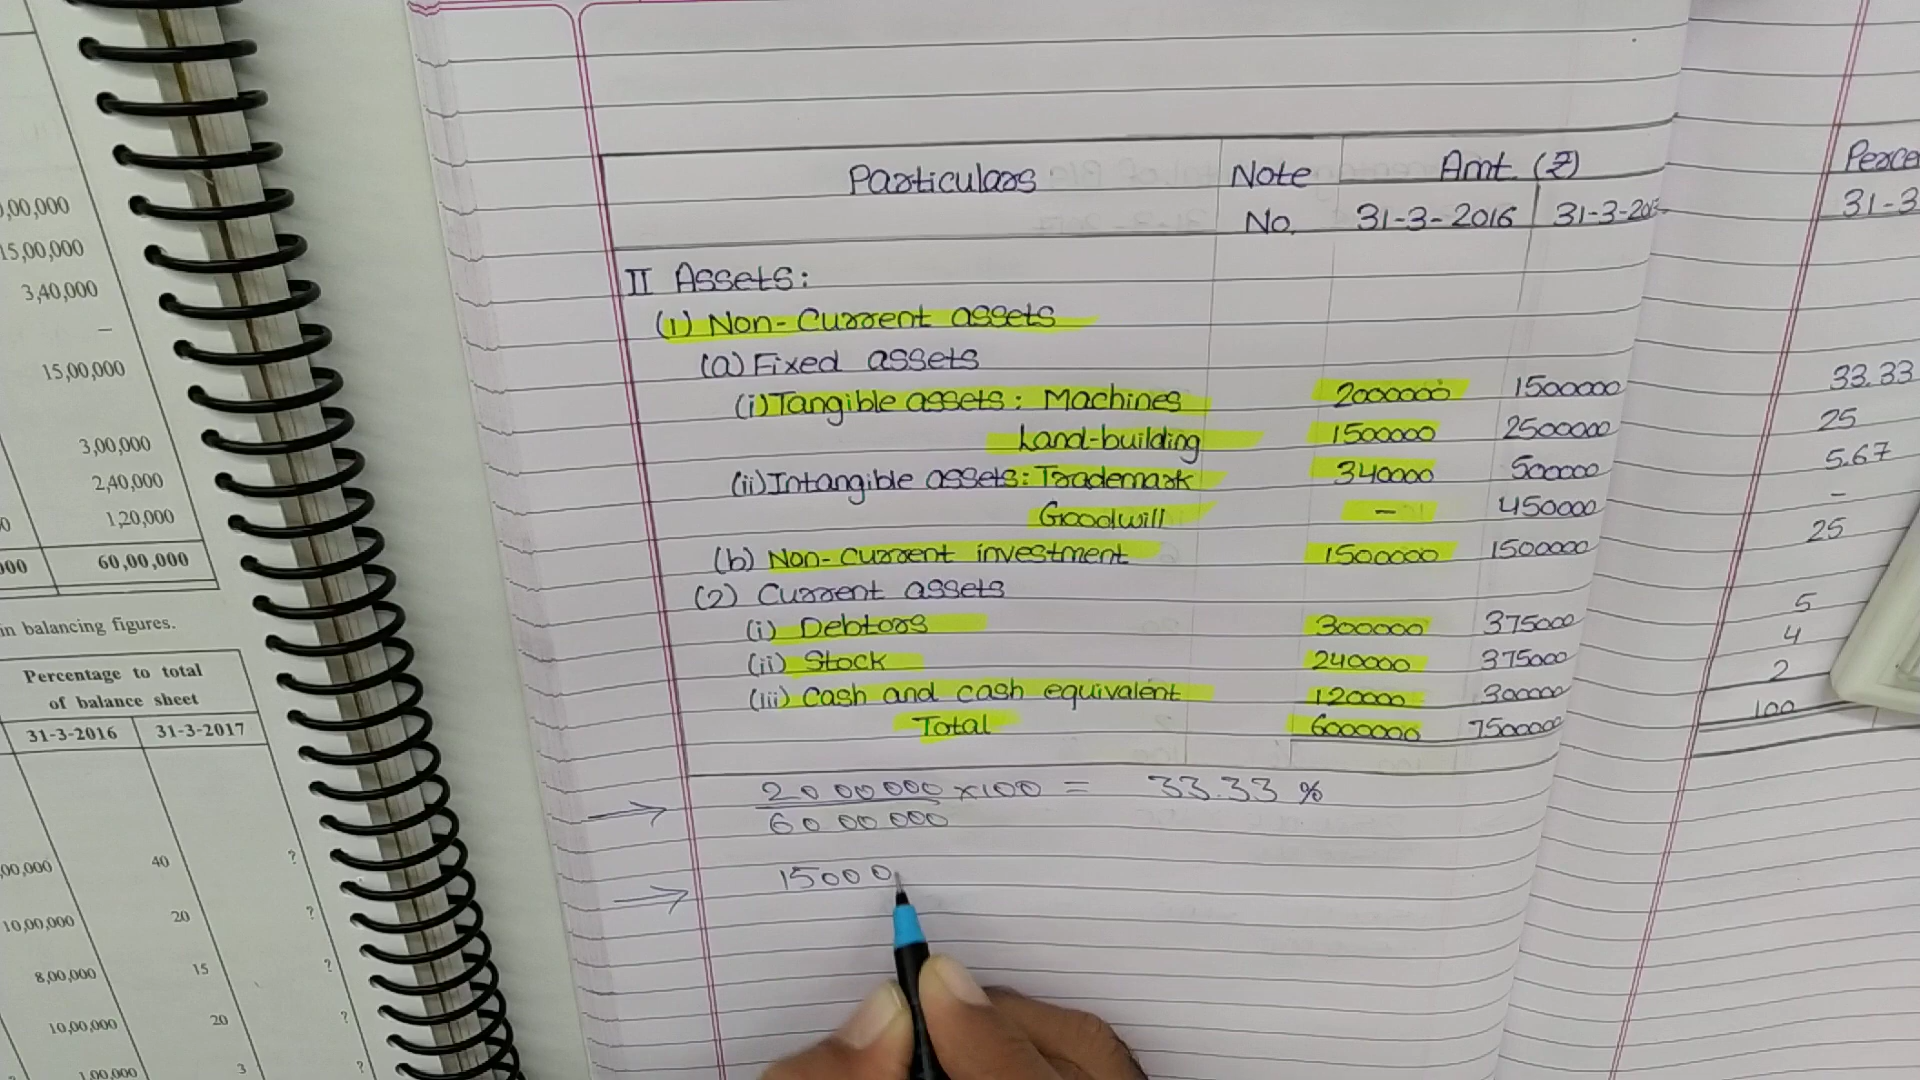 15,00,000
3,40,000
–
15,00,000
3,00,000
2,40,000
1,20,000
60,00,000
in balancing figures.
Percentage to total
of balance sheet
31-3-2016 31-3-2017
40 ?
10,00,000 20 ?
8,00,000 15 ?
10,00,000 20 ?
1,00,000 3 ?
Particulars Note Amt (₹)
No. 31-3-2016
II Assets:
(1) Non-Current assets
(a) Fixed assets
(i) Tangible assets: Machines 2000000 1500000
Land-building 1500000 2500000
(ii) Intangible assets: Trademark 340000 500000
Goodwill – 450000
(b) Non-current investment 1500000 1500000
(2) Current assets
(i) Debtors 300000 375000
(ii) Stock 240000 375000
(iii) Cash and cash equivalent 120000 300000
Total 6000000 7500000
2000000 x100 = 33.33 %
6000000
15000
31-3
33.33
25
5.67
–
25
5
4
2
100